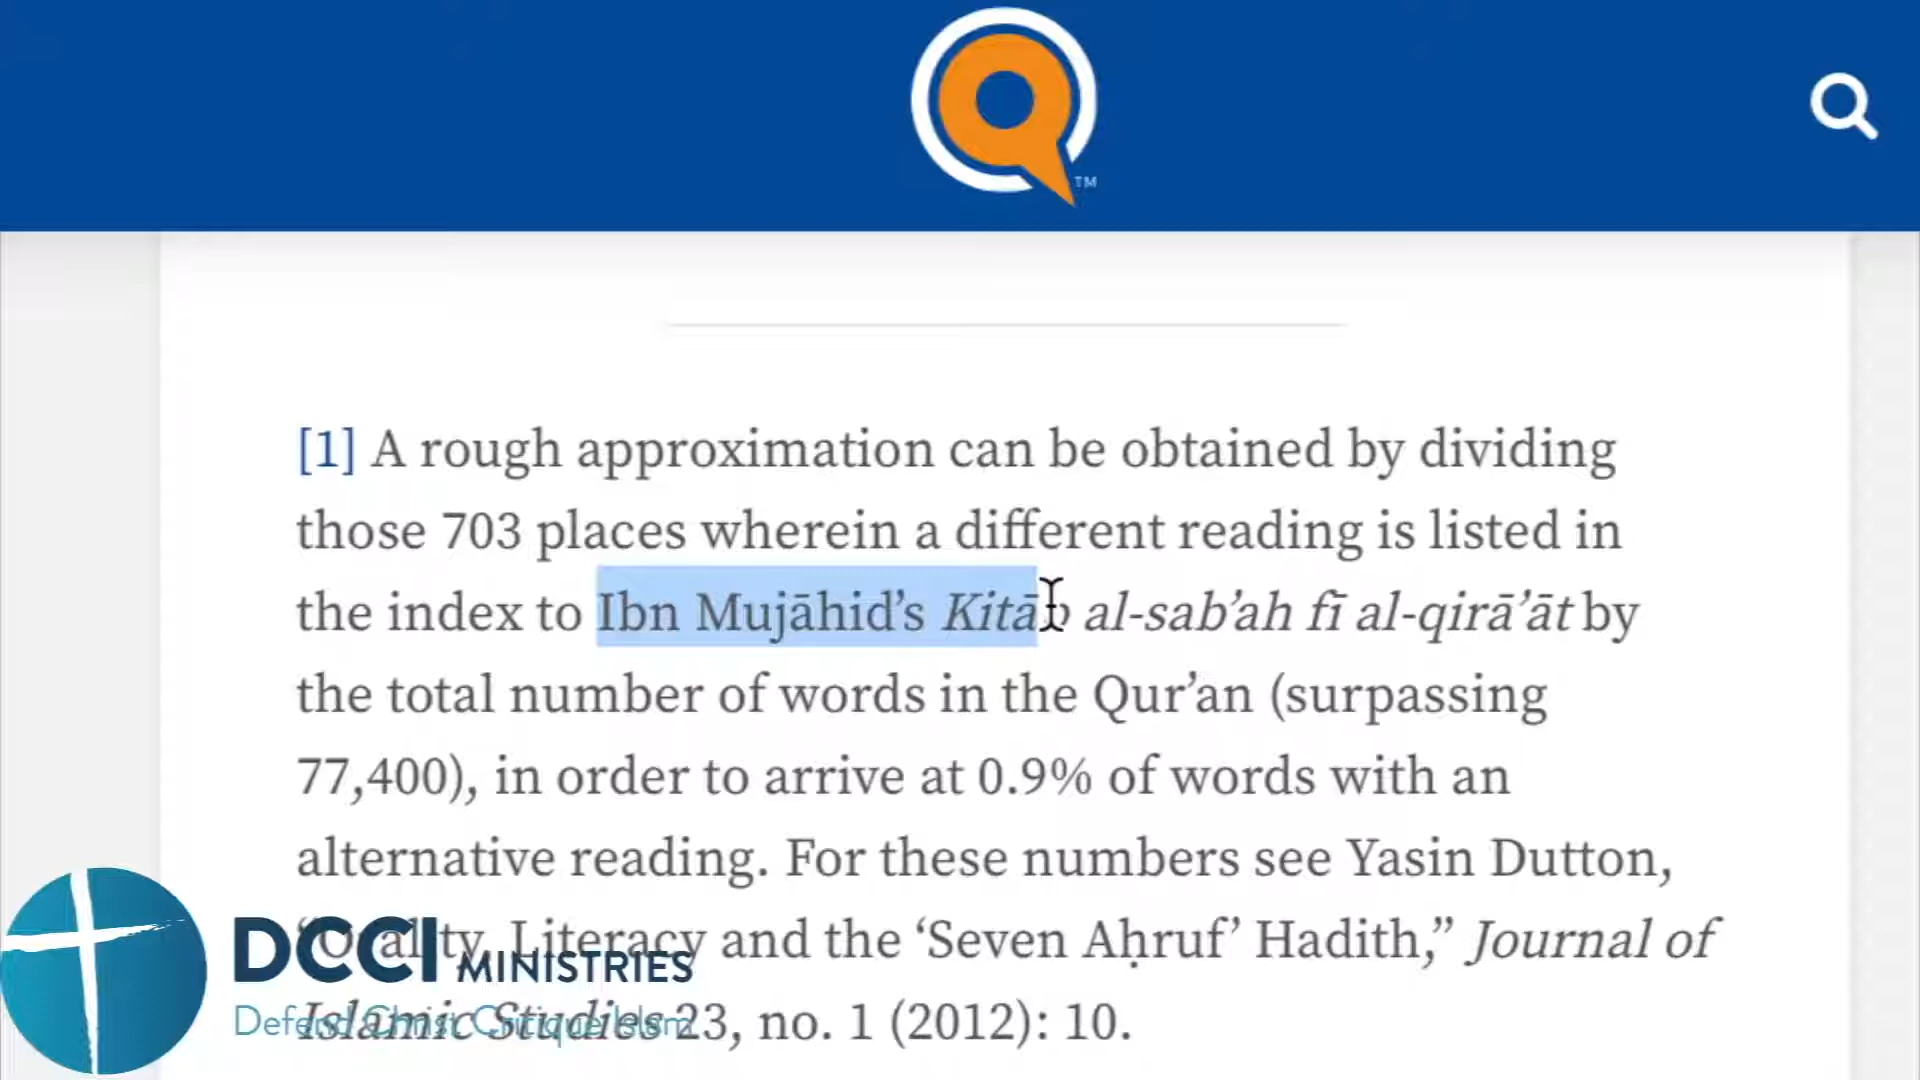 TM
[1] A rough approximation can be obtained by dividing
those 703 places wherein a different reading is listed in
the index to Ibn Mujāhid’s Kitāb al-sab’ah fī al-qirā’āt by
the total number of words in the Qur’an (surpassing
77,400), in order to arrive at 0.9% of words with an
alternative reading. For these numbers see Yasin Dutton,
“Orality, Literacy and the ‘Seven Aḥruf’ Hadith,” Journal of
Islamic Studies 23, no. 1 (2012): 10.
DCCI MINISTRIES
Defend Christ Critique Islam